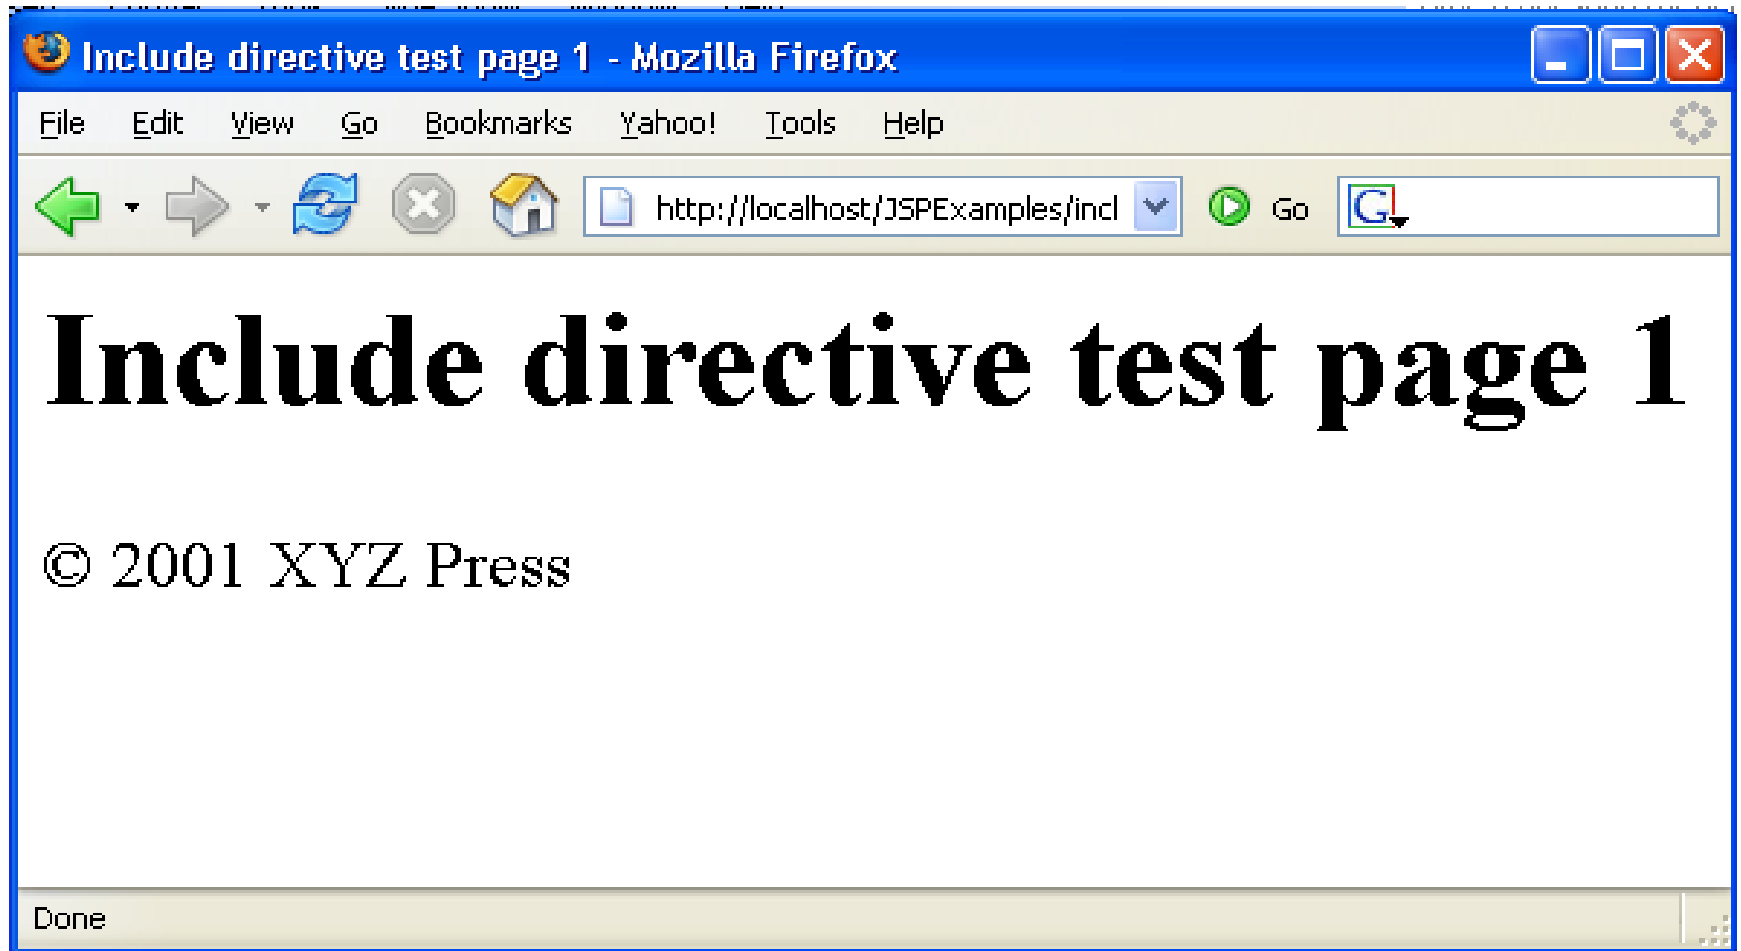 Include directive test page 1 - Mozilla Firefox
File Edit View Go Bookmarks Yahoo! Tools Help
http://localhost/JSPExamples/incl Go G
Include directive test page 1
© 2001 XYZ Press
Done